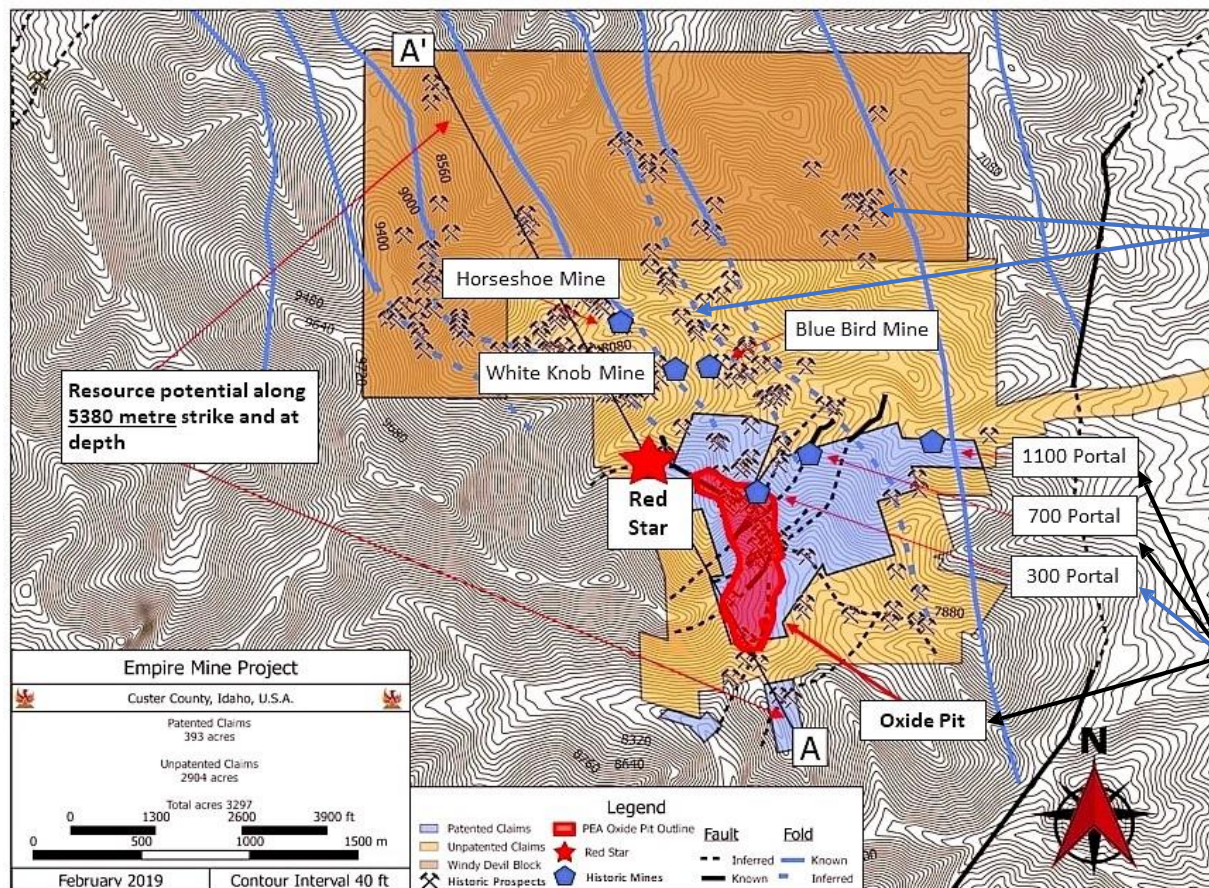 A'
8560
9000
9400
7080
9480
9640
Horseshoe Mine
8080
Blue Bird Mine
White Knob Mine
9720
Resource potential along
5380 metre strike and at
depth
9880
1100 Portal
Red
Star
700 Portal
300 Portal
7880
Oxide Pit
A
8320
8760
8640
N
Empire Mine Project
Custer County, Idaho, U.S.A.
Patented Claims
393 acres
Unpatented Claims
2904 acres
Total acres 3297
0 1300 2600 3900 ft
0 500 1000 1500 m
February 2019 Contour Interval 40 ft
Legend
Patented Claims PEA Oxide Pit Outline Fault Fold
Unpatented Claims Red Star Inferred Known
Windy Devil Block
Historic Prospects Historic Mines Known Inferred